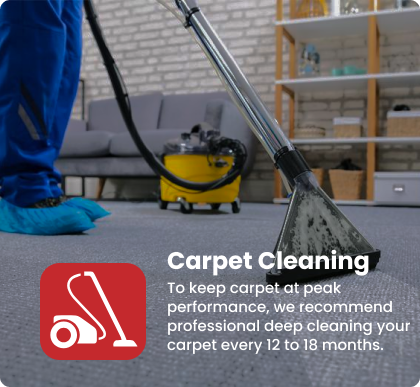 Carpet Cleaning
To keep carpet at peak
performance, we recommend
professional deep cleaning your
carpet every 12 to 18 months.